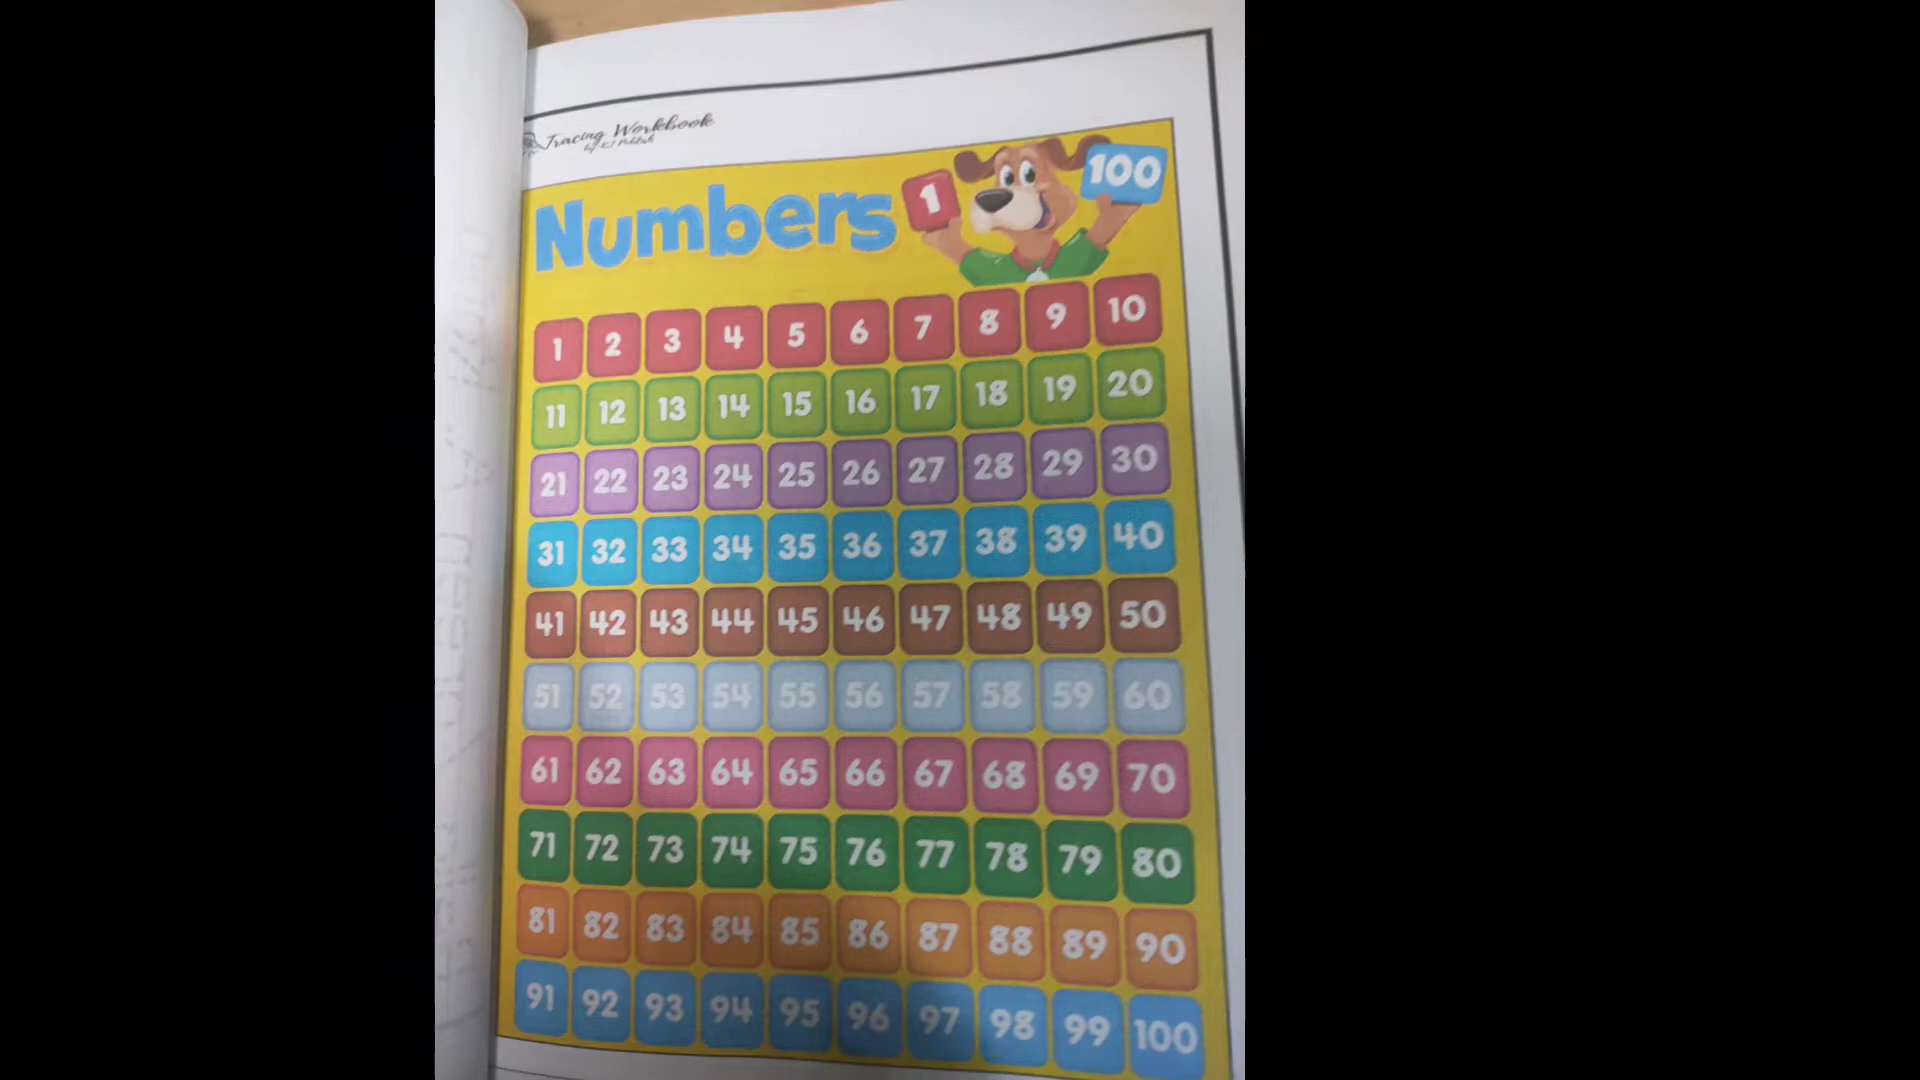 Tracing Workbook
by
Numbers 1 100
1 2 3 4 5 6 7 8 9 10
11 12 13 14 15 16 17 18 19 20
21 22 23 24 25 26 27 28 29 30
31 32 33 34 35 36 37 38 39 40
41 42 43 44 45 46 47 48 49 50
51 52 53 54 55 56 57 58 59 60
61 62 63 64 65 66 67 68 69 70
71 72 73 74 75 76 77 78 79 80
81 82 83 84 85 86 87 88 89 90
91 92 93 94 95 96 97 98 99 100